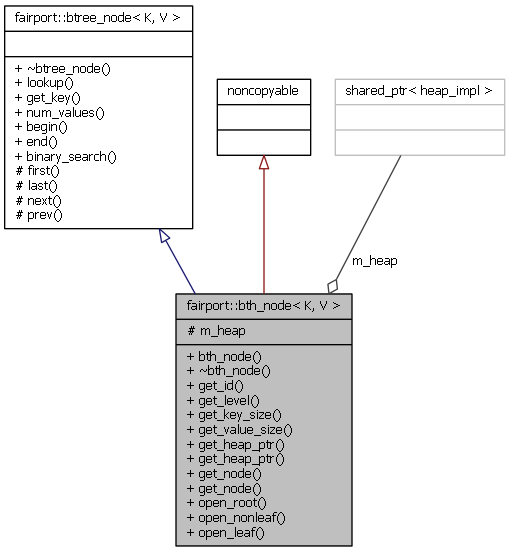 fairport::btree_node< K, V >
+ ~btree_node()
+ lookup()
+ get_key()
+ num_values()
+ begin()
+ end()
+ binary_search()
# first()
# last()
# next()
# prev()
noncopyable
shared_ptr< heap_impl >
m_heap
fairport::bth_node< K, V >
# m_heap
+ bth_node()
+ ~bth_node()
+ get_id()
+ get_level()
+ get_key_size()
+ get_value_size()
+ get_heap_ptr()
+ get_heap_ptr()
+ get_node()
+ get_node()
+ open_root()
+ open_nonleaf()
+ open_leaf()